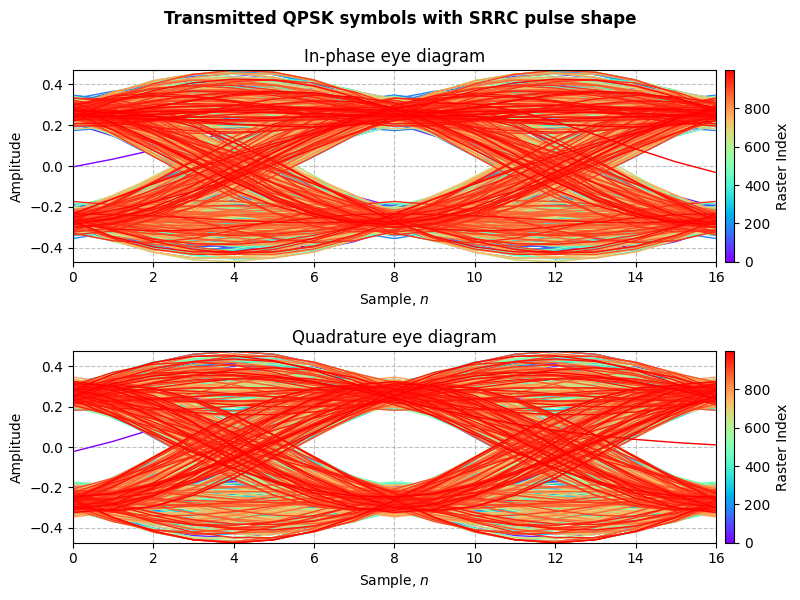 Transmitted QPSK symbols with SRRC pulse shape
In-phase eye diagram
Amplitude
0.4
0.2
0.0
−0.2
−0.4
0 2 4 6 8 10 12 14 16
Sample, n
800
600
400
200
0
Raster Index
Quadrature eye diagram
Amplitude
0.4
0.2
0.0
−0.2
−0.4
0 2 4 6 8 10 12 14 16
Sample, n
800
600
400
200
0
Raster Index